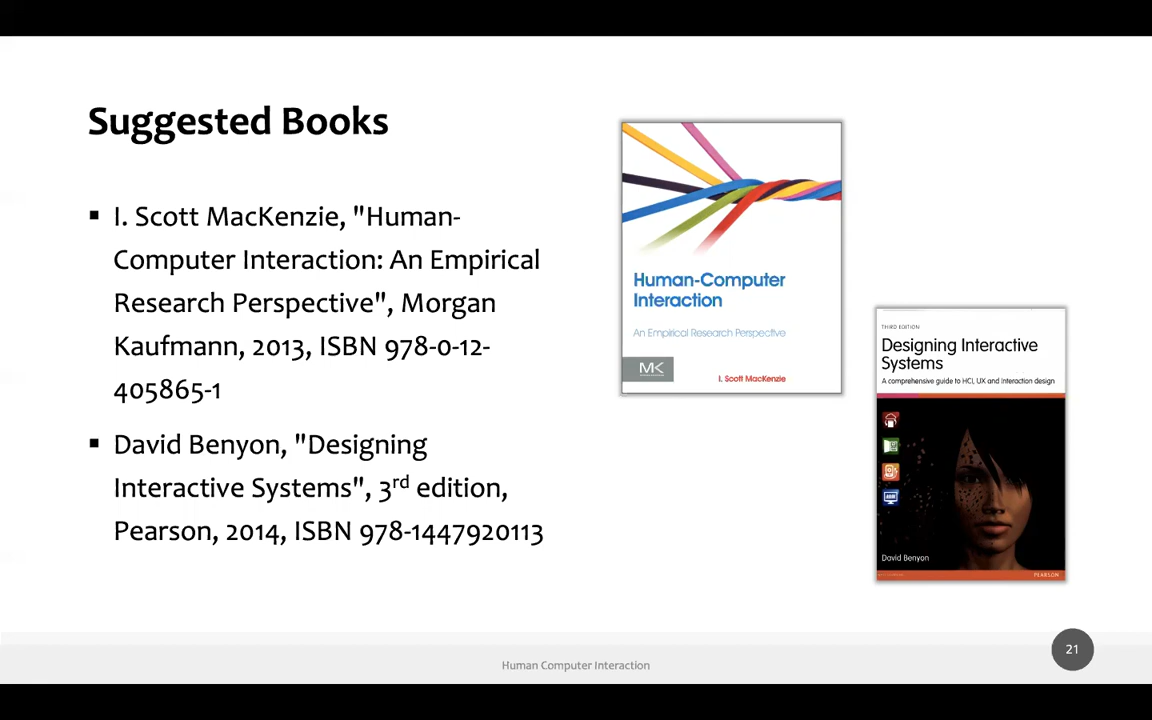 Suggested Books
▪ I. Scott MacKenzie, "Human-
Computer Interaction: An Empirical
Research Perspective", Morgan
Kaufmann, 2013, ISBN 978-0-12-
405865-1
▪ David Benyon, "Designing
Interactive Systems", 3rd edition,
Pearson, 2014, ISBN 978-1447920113
Human-Computer
Interaction
An Empirical Research Perspective
MK
I. Scott MacKenzie
THIRD EDITION
Designing Interactive
Systems
A comprehensive guide to HCI, UX and interaction design
David Benyon
PEARSON
Human Computer Interaction
21